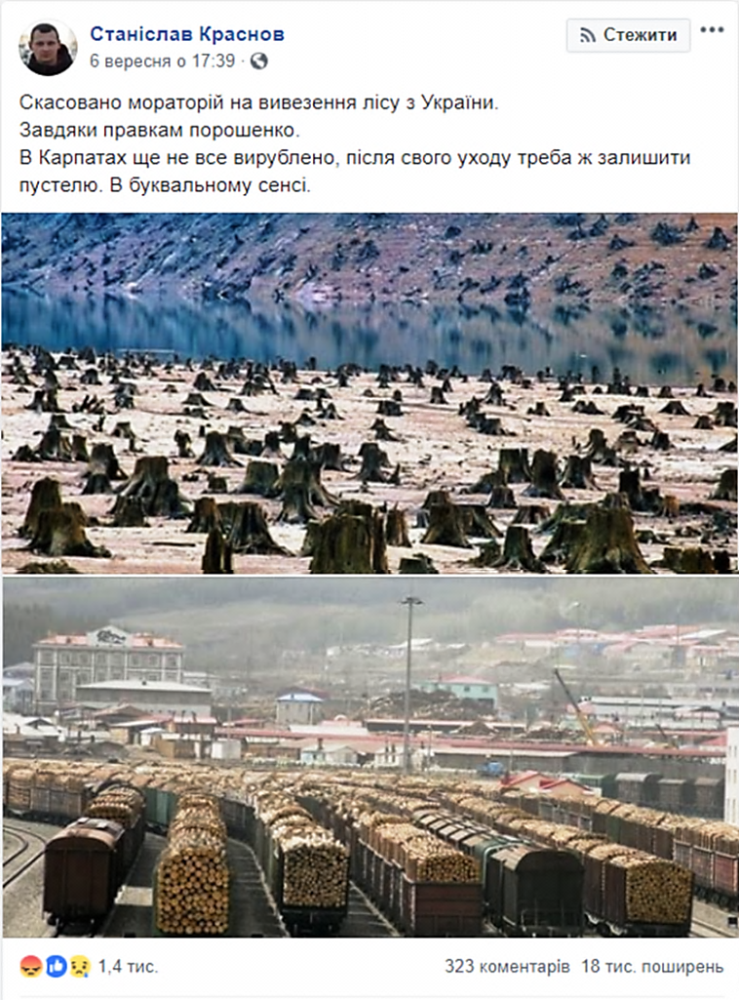 Станіслав Краснов
6 вересня о 17:39 ·
Стежити
Скасовано мораторій на вивезення лісу з України.
Завдяки правкам порошенко.
В Карпатах ще не все вирублено, після свого уходу треба ж залишити
пустелю. В буквальному сенсі.
1,4 тис.
323 коментарів 18 тис. поширень